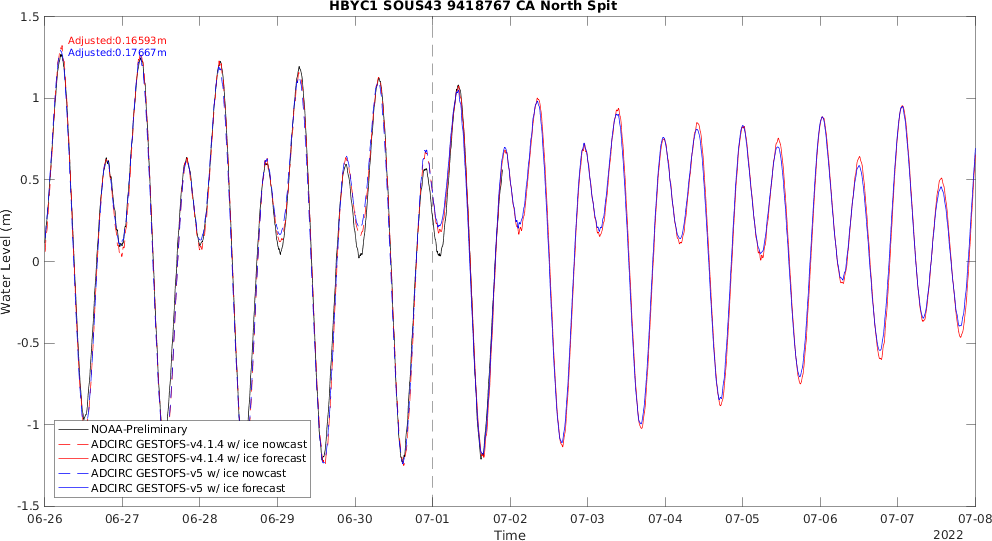 HBYC1 SOUS43 9418767 CA North Spit
Adjusted:0.16593m
Adjusted:0.17667m
1.5
1
0.5
0
-0.5
-1
-1.5
Water Level (m)
NOAA-Preliminary
ADCIRC GESTOFS-v4.1.4 w/ ice nowcast
ADCIRC GESTOFS-v4.1.4 w/ ice forecast
ADCIRC GESTOFS-v5 w/ ice nowcast
ADCIRC GESTOFS-v5 w/ ice forecast
06-26 06-27 06-28 06-29 06-30 07-01 07-02 07-03 07-04 07-05 07-06 07-07 07-08
Time
2022